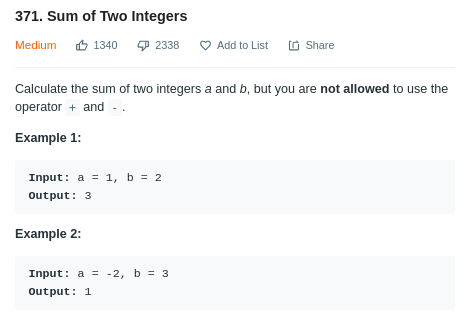 371. Sum of Two Integers
Medium 1340 2338 Add to List Share
Calculate the sum of two integers a and b, but you are not allowed to use the
operator + and - .
Example 1:
Input: a = 1, b = 2
Output: 3
Example 2:
Input: a = -2, b = 3
Output: 1